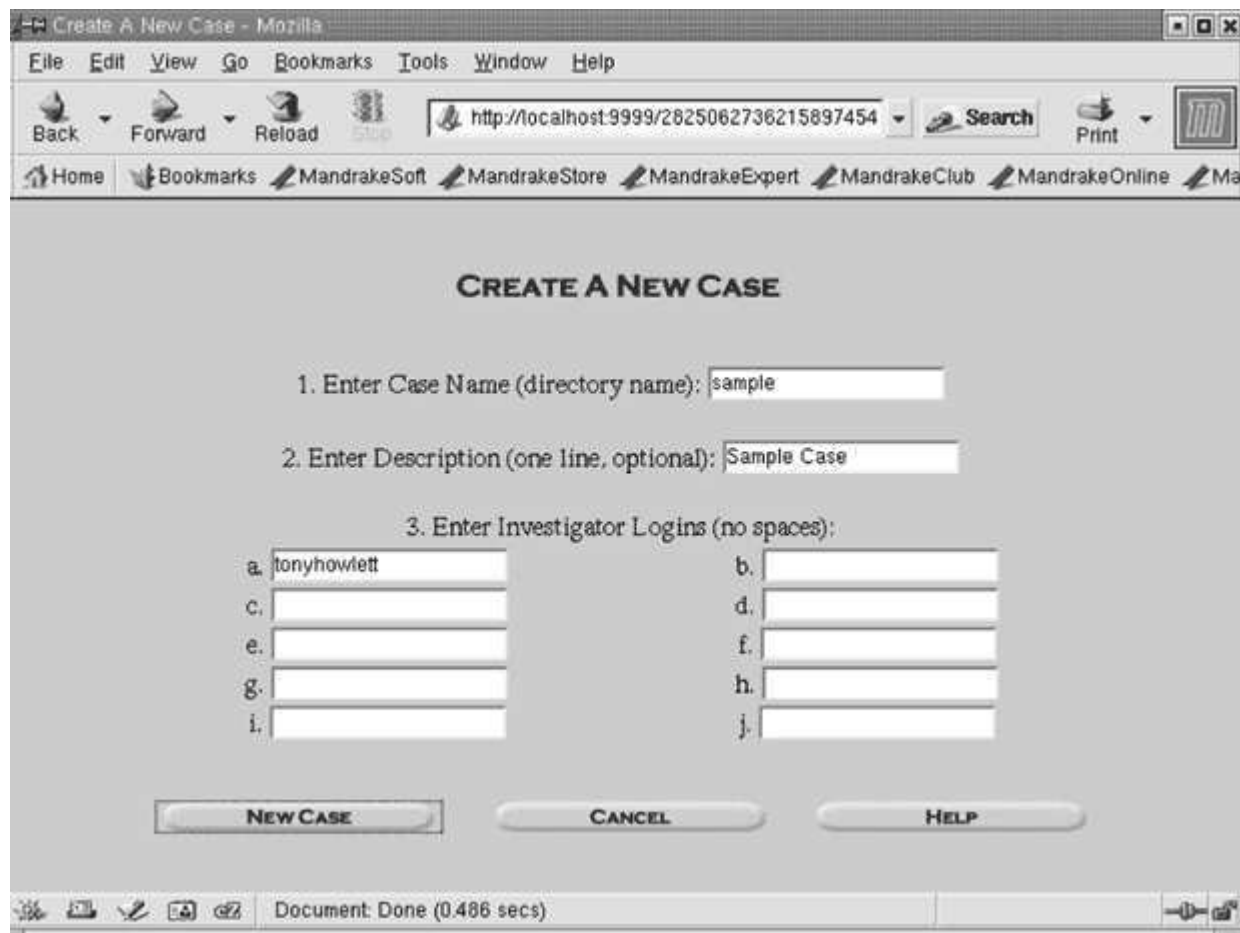 Create A New Case - Mozilla
File Edit View Go Bookmarks Tools Window Help
Back Forward Reload Stop http://localhost:9999/2825062736215897454 Search Print
Home Bookmarks MandrakeSoft MandrakeStore MandrakeExpert MandrakeClub MandrakeOnline Ma
CREATE A NEW CASE
1. Enter Case Name (directory name): sample
2. Enter Description (one line, optional): Sample Case
3. Enter Investigator Logins (no spaces):
a. tonyhowlett b.
c. d.
e. f.
g. h.
i. j.
NEW CASE CANCEL HELP
Document: Done (0.486 secs)